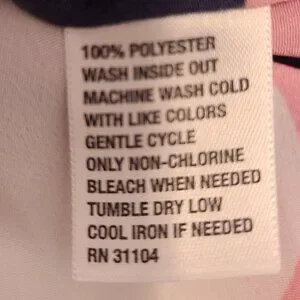 100% POLYESTER
WASH INSIDE OUT
MACHINE WASH COLD
WITH LIKE COLORS
GENTLE CYCLE
ONLY NON-CHLORINE
BLEACH WHEN NEEDED
TUMBLE DRY LOW
COOL IRON IF NEEDED
RN 31104